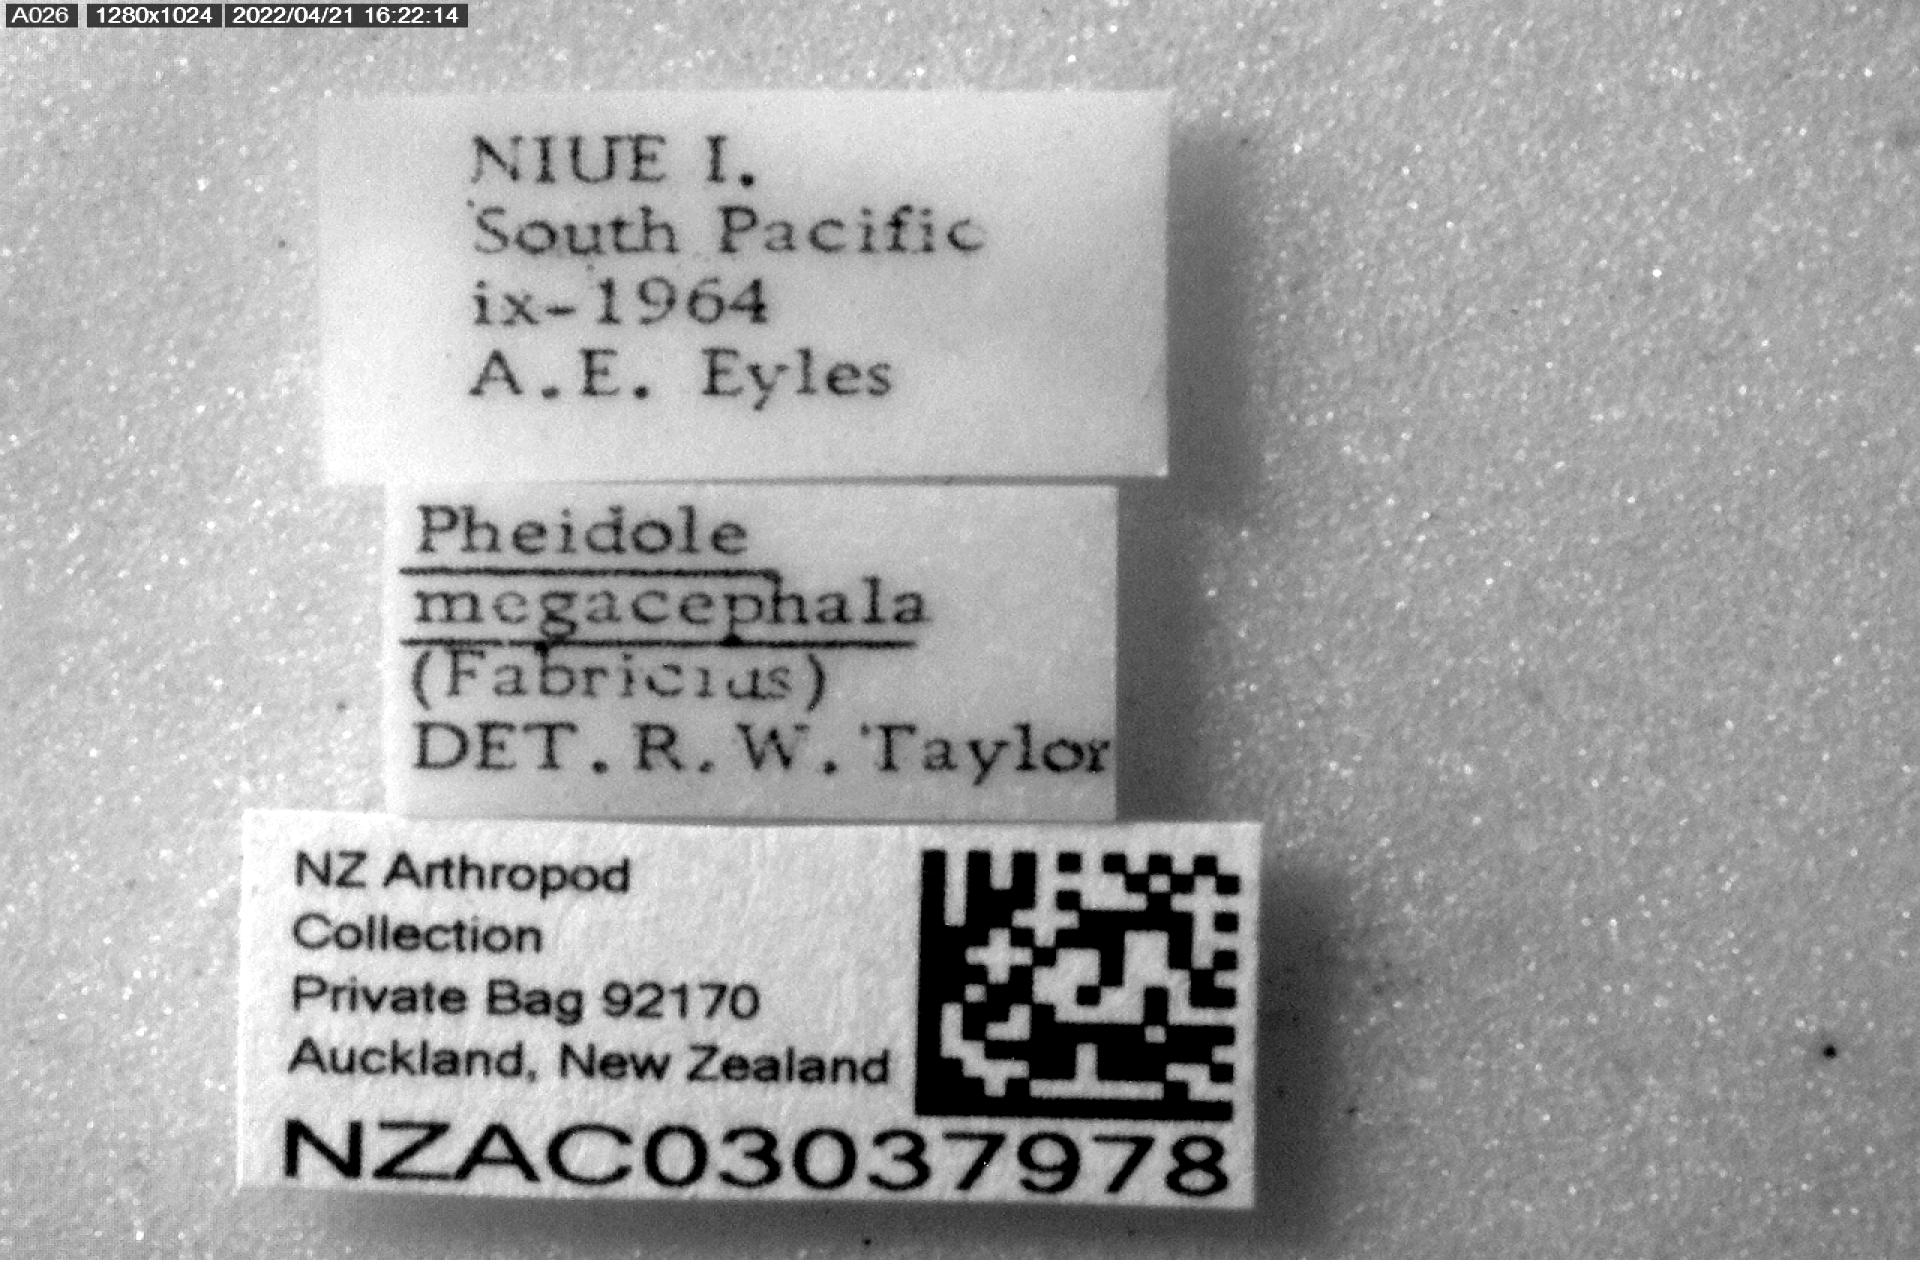 A026 1280x1024 2022/04/21 16:22:14
NIUE I.
South Pacific
ix-1964
A.E. Eyles
Pheidole
megacephala
(Fabricius)
DET. R. W. Taylor
NZ Arthropod
Collection
Private Bag 92170
Auckland, New Zealand
NZAC03037978